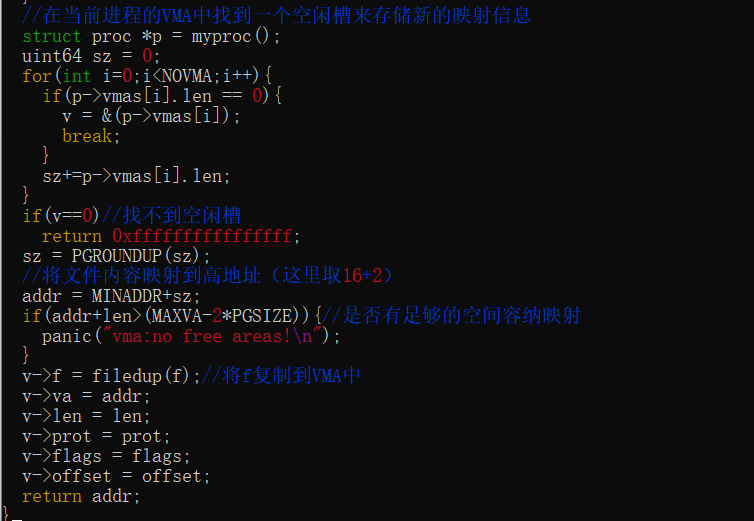 }
//在当前进程的VMA中找到一个空闲槽来存储新的映射信息
struct proc *p = myproc();
uint64 sz = 0;
for(int i=0;i<NOVMA;i++){
if(p->vmas[i].len == 0){
v = &(p->vmas[i]);
break;
}
sz+=p->vmas[i].len;
}
if(v==0)//找不到空闲槽
return 0xffffffffffffffff;
sz = PGROUNDUP(sz);
//将文件内容映射到高地址（这里取16+2）
addr = MINADDR+sz;
if(addr+len>(MAXVA-2*PGSIZE)){//是否有足够的空间容纳映射
panic("vma:no free areas!\n");
}
v->f = filedup(f);//将f复制到VMA中
v->va = addr;
v->len = len;
v->prot = prot;
v->flags = flags;
v->offset = offset;
return addr;
}